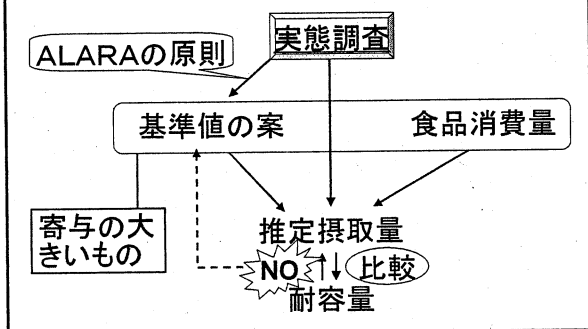 実態調査
ALARAの原則
基準値の案
食品消費量
寄与の大
きいもの
推定摂取量
NO
比較
耐容量